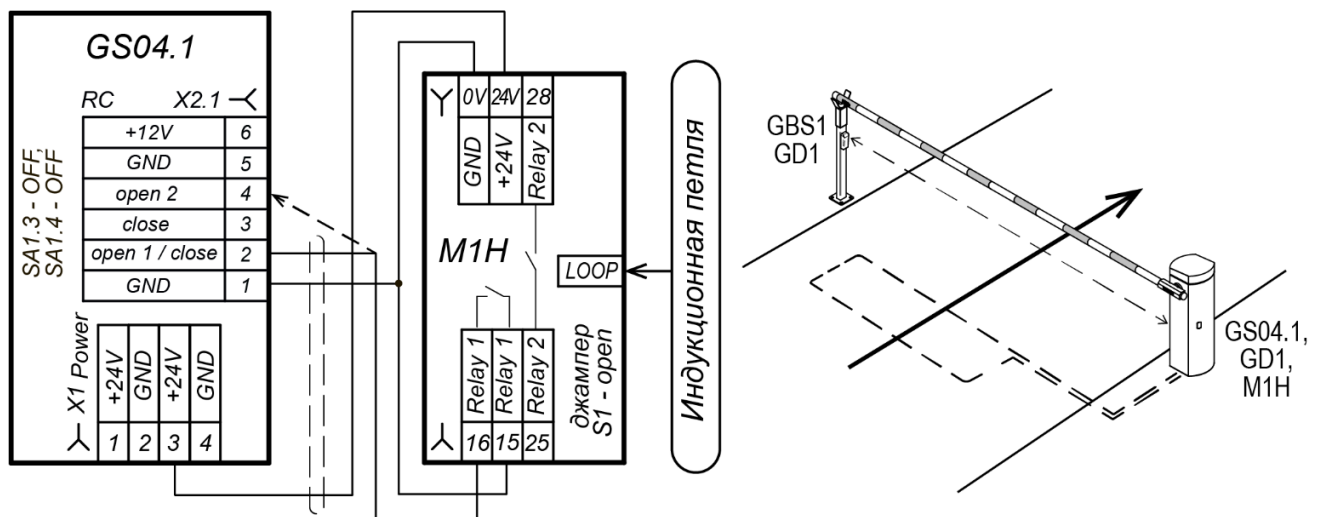 GS04.1
RC X2.1
+12V 6
GND 5
open 2 4
close 3
open 1 / close 2
GND 1
SA1.3 - OFF,
SA1.4 - OFF
X1 Power
+24V GND +24V GND
1 2 3 4
0V 24V 28
GND +24V Relay 2
M1H
LOOP
Relay 1 Relay 1 Relay 2
16 15 25
джампер
S1 - open
Индукционная петля
GBS1
GD1
GS04.1,
GD1,
M1H